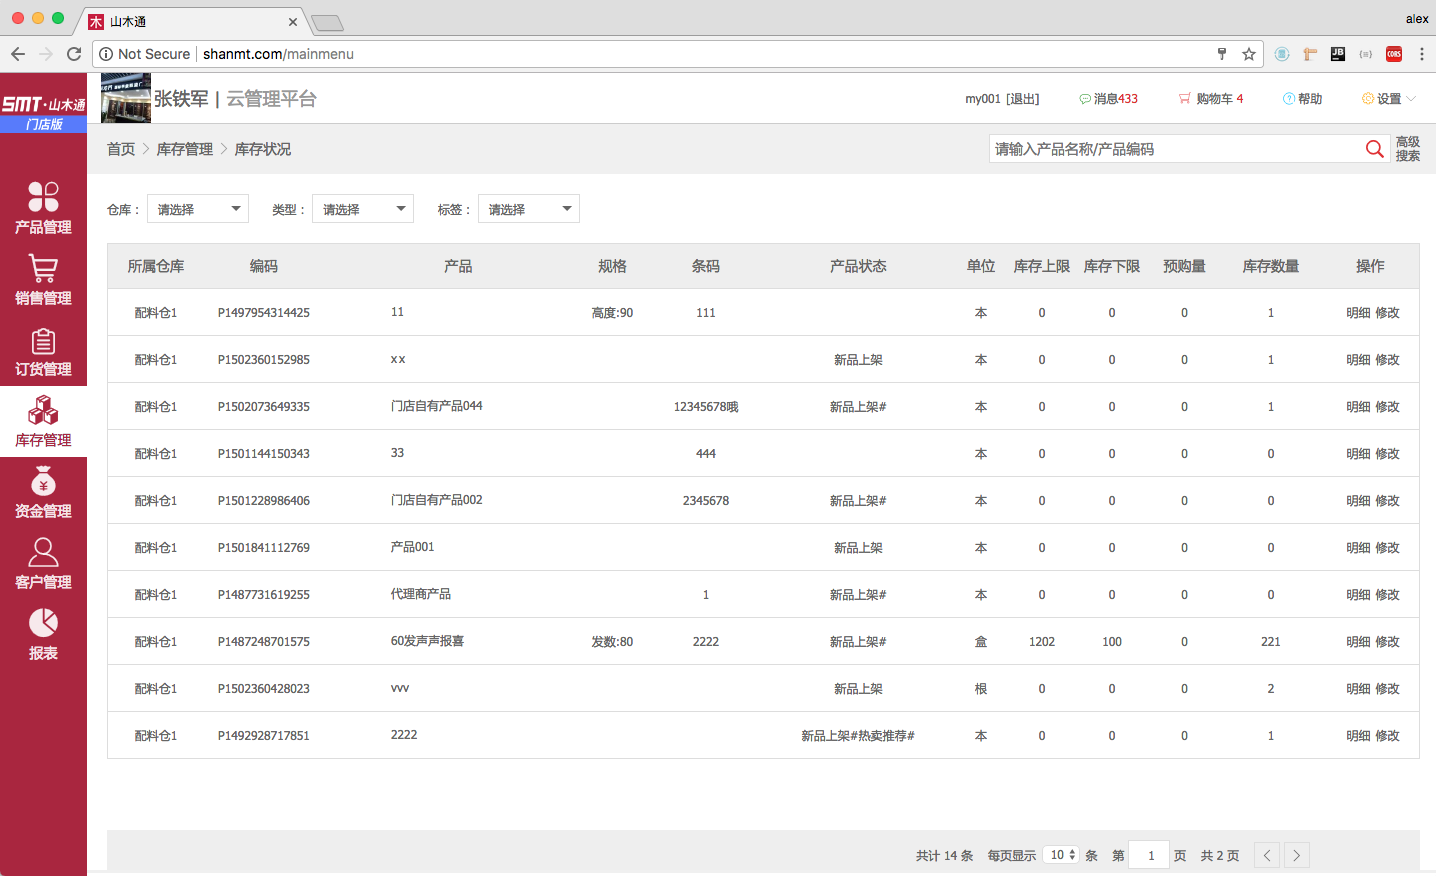 山木通
alex
Not Secure shanmt.com/mainmenu
SMT·山木通
门店版
张铁军 | 云管理平台
my001 [退出] 消息433 购物车 4 帮助 设置
首页 > 库存管理 > 库存状况
请输入产品名称/产品编码 高级搜索
产品管理
销售管理
订货管理
库存管理
资金管理
客户管理
报表
仓库： 请选择 类型： 请选择 标签： 请选择
所属仓库 编码 产品 规格 条码 产品状态 单位 库存上限 库存下限 预购量 库存数量 操作
配料仓1 P1497954314425 11 高度:90 111 本 0 0 0 1 明细 修改
配料仓1 P1502360152985 x x 新品上架 本 0 0 0 1 明细 修改
配料仓1 P1502073649335 门店自有产品044 12345678哦 新品上架# 本 0 0 0 1 明细 修改
配料仓1 P1501144150343 33 444 本 0 0 0 0 明细 修改
配料仓1 P1501228986406 门店自有产品002 2345678 新品上架# 本 0 0 0 0 明细 修改
配料仓1 P1501841112769 产品001 新品上架 本 0 0 0 0 明细 修改
配料仓1 P1487731619255 代理商产品 1 新品上架# 本 0 0 0 0 明细 修改
配料仓1 P1487248701575 60发声声报喜 发数:80 2222 新品上架# 盒 1202 100 0 221 明细 修改
配料仓1 P1502360428023 vvv 新品上架 根 0 0 0 2 明细 修改
配料仓1 P1492928717851 2222 新品上架#热卖推荐# 本 0 0 0 1 明细 修改
共计 14 条 每页显示 10 条 第 1 页 共 2 页